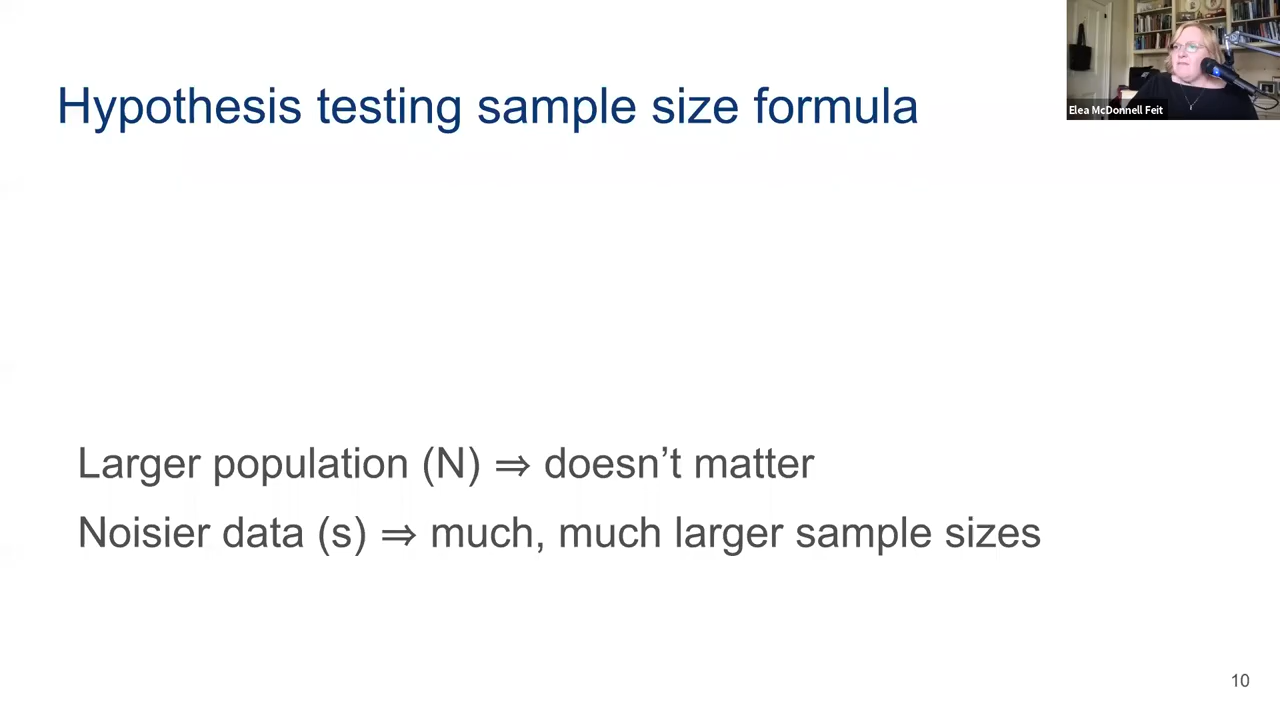 Hypothesis testing sample size formula
Elea McDonnell Feit
Larger population (N) ⇒ doesn’t matter
Noisier data (s) ⇒ much, much larger sample sizes
10